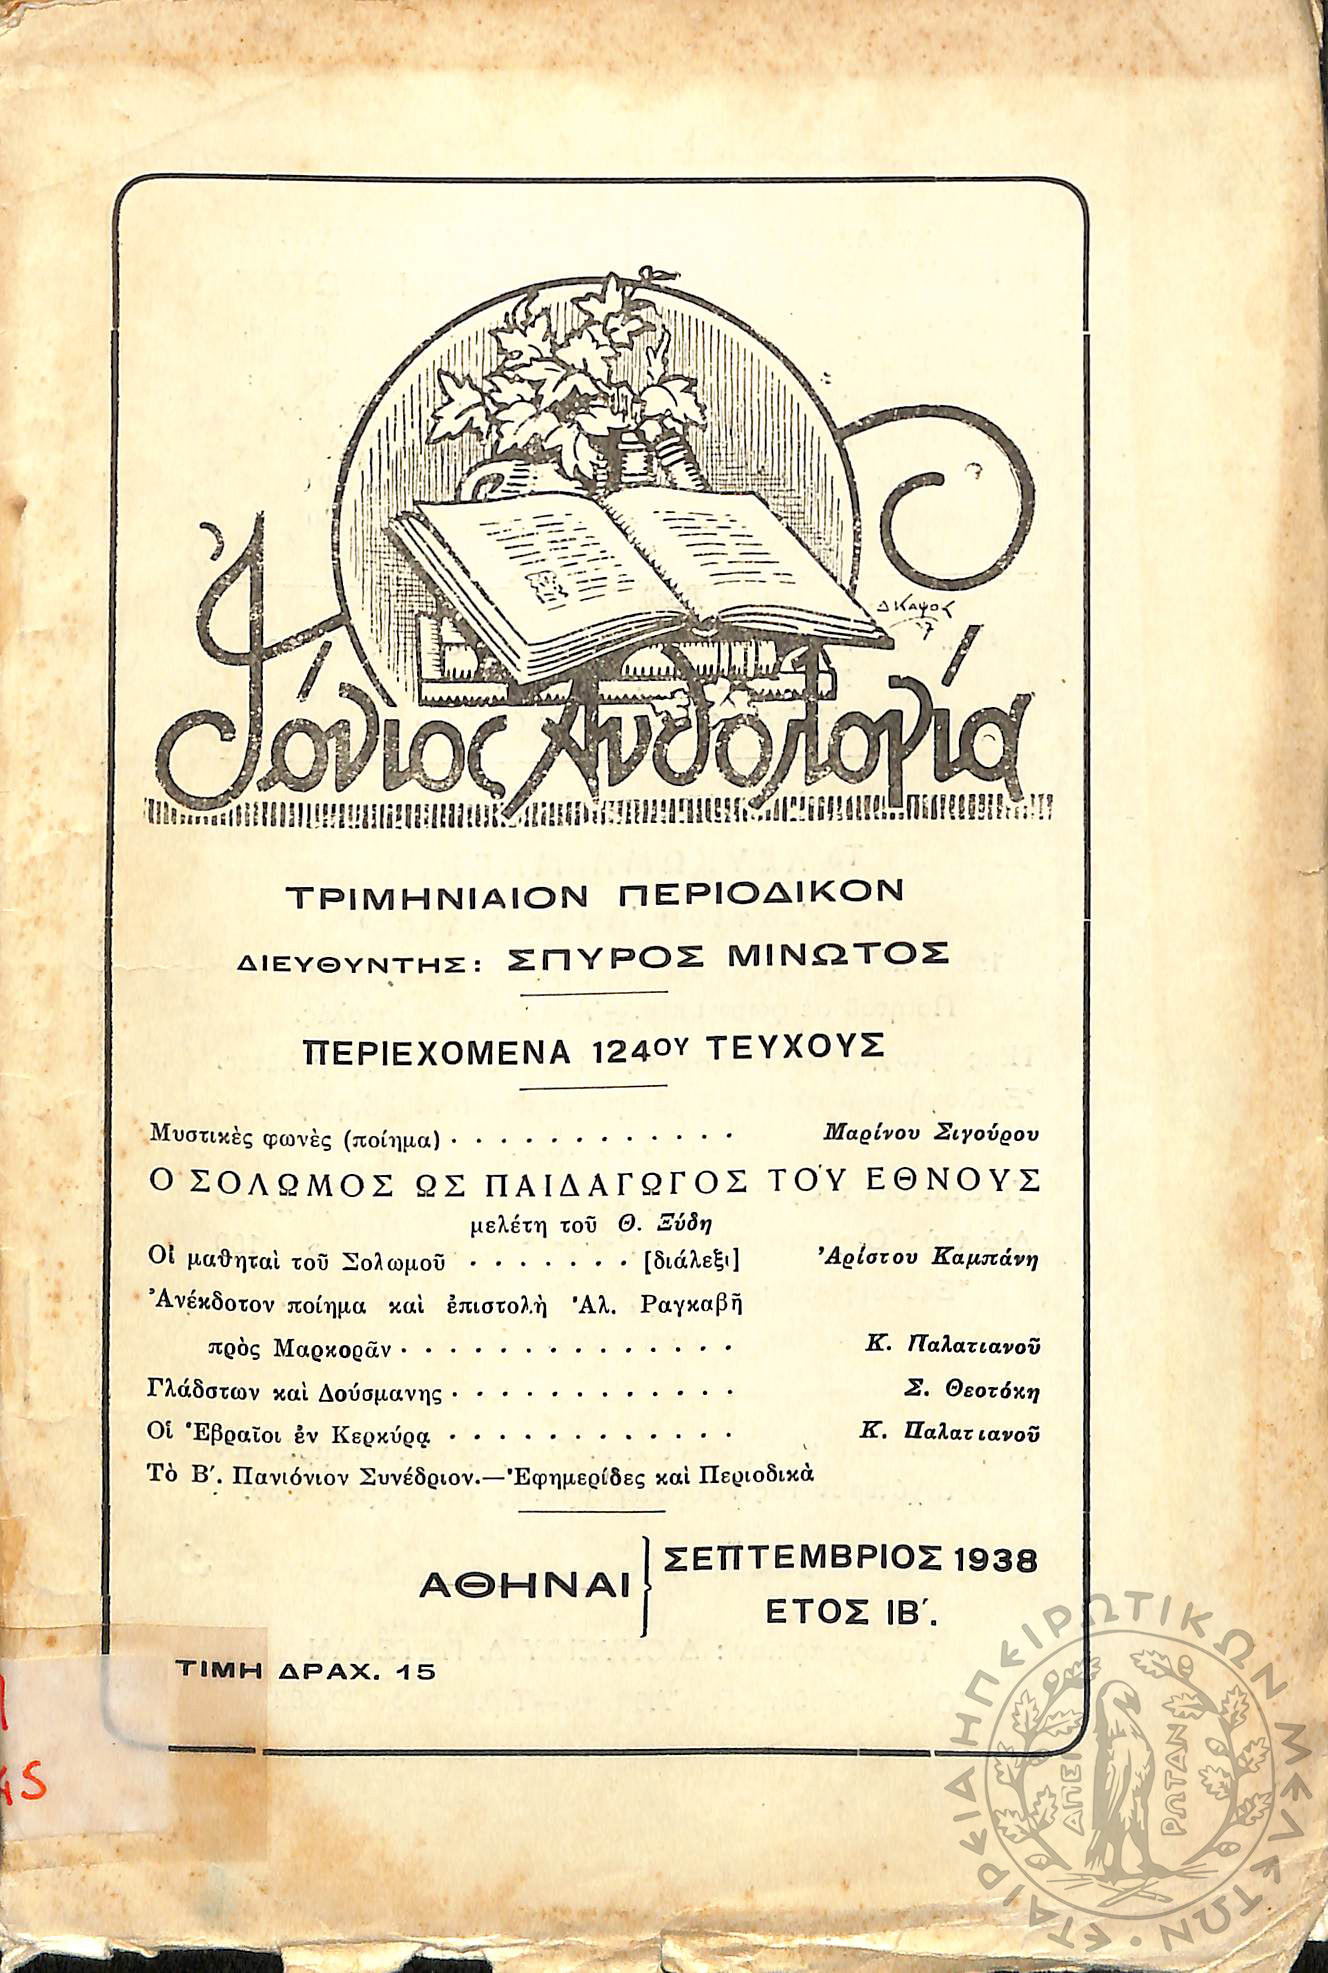 Ἰόνιος Ἀνθολογία
Δ ΚΑΨΟΣ
ΤΡΙΜΗΝΙΑΙΟΝ ΠΕΡΙΟΔΙΚΟΝ
ΔΙΕΥΘΥΝΤΗΣ: ΣΠΥΡΟΣ ΜΙΝΩΤΟΣ
ΠΕΡΙΕΧΟΜΕΝΑ 124ΟΥ ΤΕΥΧΟΥΣ
Μυστικὲς φωνὲς (ποίημα) . . . . . . . . . . . . Μαρίνου Σιγούρου
Ο ΣΟΛΩΜΟΣ ΩΣ ΠΑΙΔΑΓΩΓΟΣ ΤΟΥ ΕΘΝΟΥΣ
μελέτη τοῦ Θ. Ξύδη
Οἱ μαθηταὶ τοῦ Σολωμοῦ . . . . . . . [διάλεξι] Ἀρίστου Καμπάνη
Ἀνέκδοτον ποίημα καὶ ἐπιστολὴ Ἀλ. Ραγκαβῆ
πρὸς Μαρκορᾶν . . . . . . . . . . . . . . Κ. Παλατιανοῦ
Γλάδστων καὶ Δούσμανης . . . . . . . . . . . . Σ. Θεοτόκη
Οἱ Ἑβραῖοι ἐν Κερκύρᾳ . . . . . . . . . . . . Κ. Παλατιανοῦ
Τὸ Β΄. Πανιόνιον Συνέδριον.—Ἐφημερίδες καὶ Περιοδικὰ
ΑΘΗΝΑΙ
ΣΕΠΤΕΜΒΡΙΟΣ 1938
ΕΤΟΣ ΙΒ΄.
ΤΙΜΗ ΔΡΑΧ. 15
ΕΤΑΙΡΕΙΑ ΗΠΕΙΡΩΤΙΚΩΝ ΜΕΛΕΤΩΝ
ΑΠΕΙ ΡΩΤΑΝ